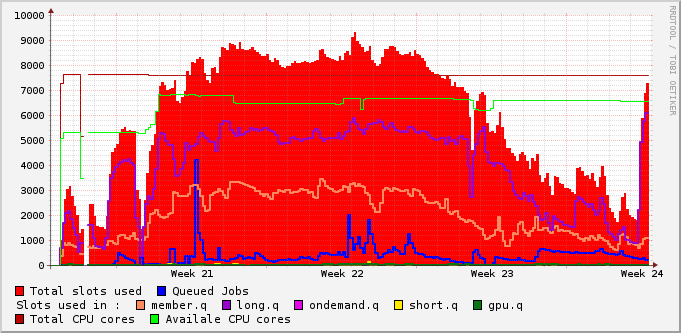 10000
9000
8000
7000
6000
5000
4000
3000
2000
1000
0
Week 21 Week 22 Week 23 Week 24
Total slots used Queued Jobs
Slots used in : member.q long.q ondemand.q short.q gpu.q
Total CPU cores Availale CPU cores
RRDTOOL / TOBI OETIKER